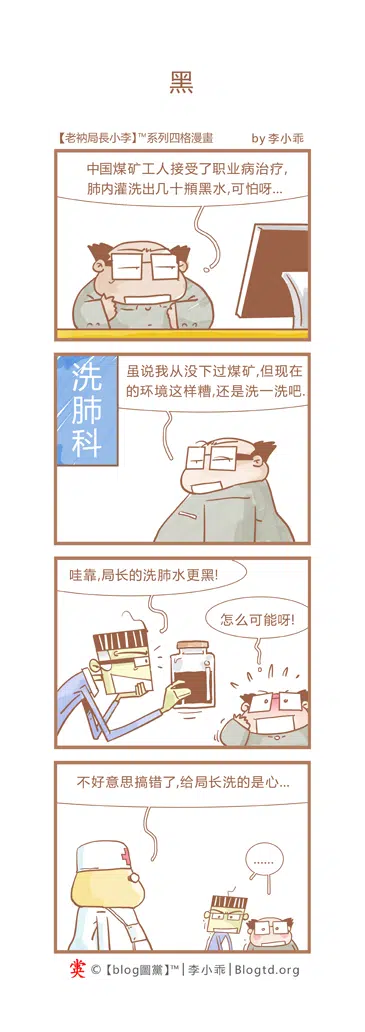 黑
【老衲局長小李】™系列四格漫畫 by 李小乖
中国煤矿工人接受了职业病治疗,
肺内灌洗出几十瓶黑水,可怕呀...
洗肺科
虽说我从没下过煤矿,但现在
的环境这样糟,还是洗一洗吧.
哇靠,局长的洗肺水更黑!
怎么可能呀!
不好意思搞错了,给局长洗的是心...
......
©【blog圖黨】™|李小乖|Blogtd.org